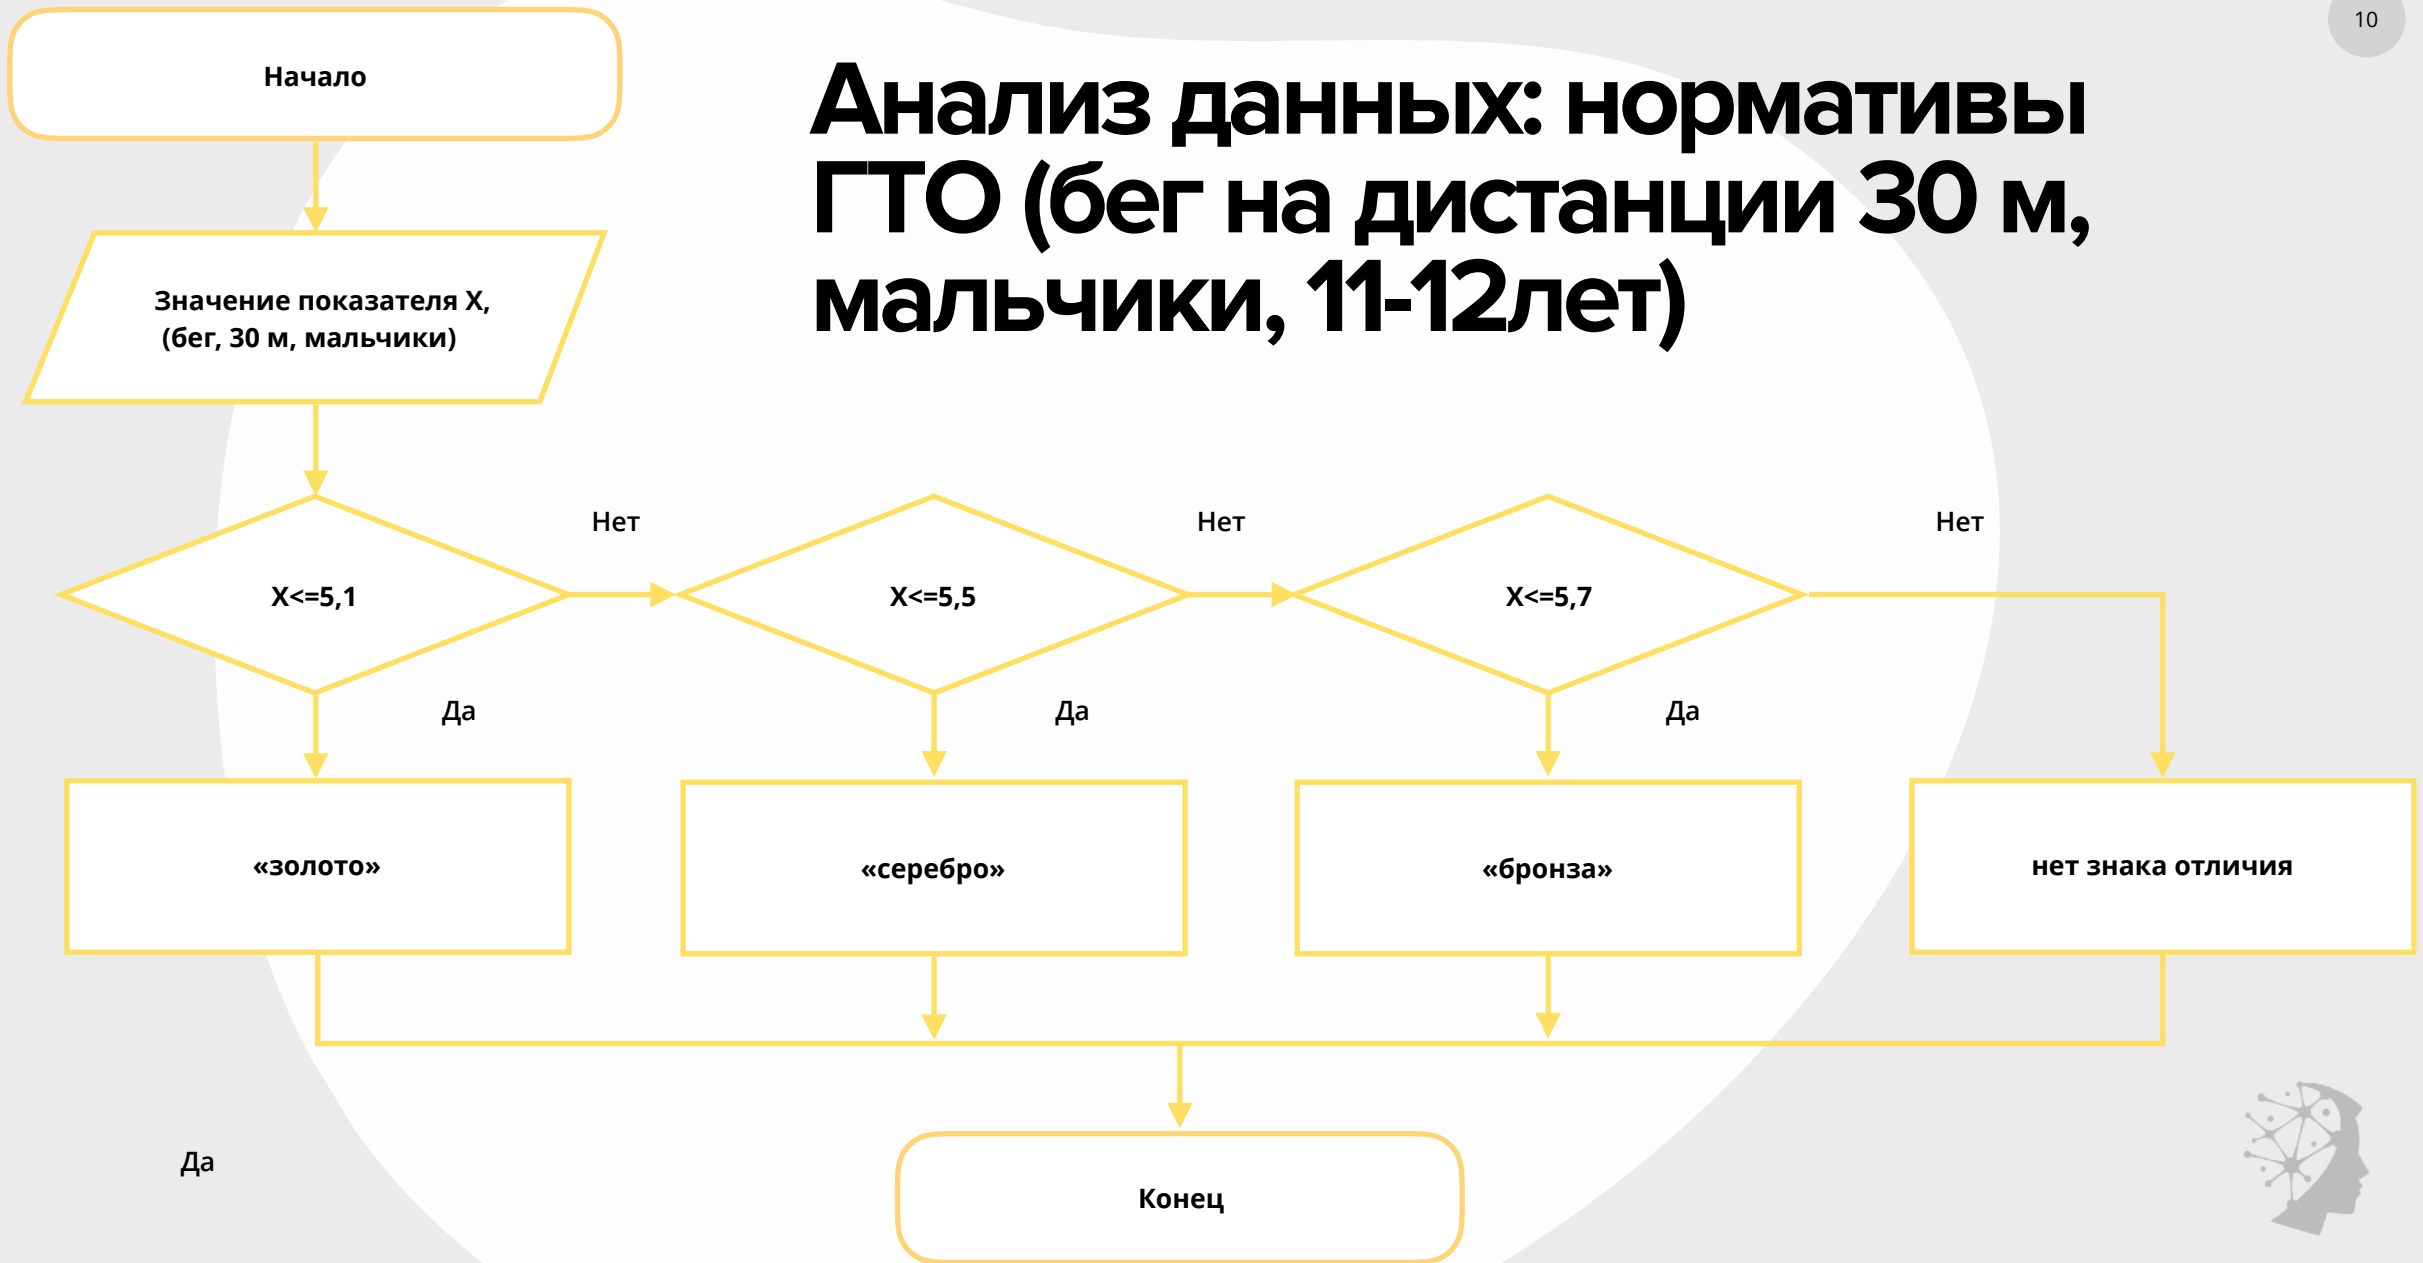 10
Начало
Анализ данных: нормативы
ГТО (бег на дистанции 30 м,
мальчики, 11-12лет)
Значение показателя X,
(бег, 30 м, мальчики)
Нет
Нет
Нет
X<=5,1
X<=5,5
X<=5,7
Да
Да
Да
«золото»
«серебро»
«бронза»
нет знака отличия
Да
Конец